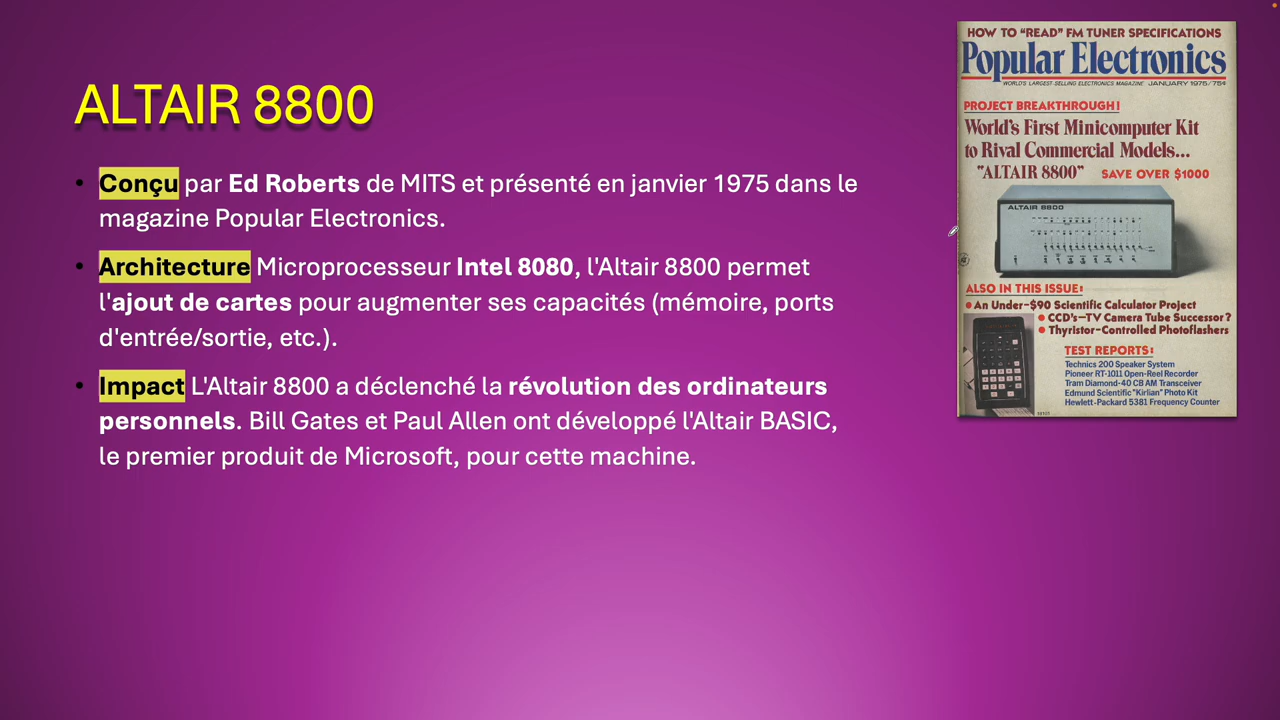 ALTAIR 8800
• Conçu par Ed Roberts de MITS et présenté en janvier 1975 dans le
magazine Popular Electronics.
• Architecture Microprocesseur Intel 8080, l'Altair 8800 permet
l'ajout de cartes pour augmenter ses capacités (mémoire, ports
d'entrée/sortie, etc.).
• Impact L'Altair 8800 a déclenché la révolution des ordinateurs
personnels. Bill Gates et Paul Allen ont développé l'Altair BASIC,
le premier produit de Microsoft, pour cette machine.
HOW TO “READ” FM TUNER SPECIFICATIONS
Popular Electronics
WORLD'S LARGEST-SELLING ELECTRONICS MAGAZINE JANUARY 1975/75¢
PROJECT BREAKTHROUGH!
World's First Minicomputer Kit
to Rival Commercial Models...
“ALTAIR 8800” SAVE OVER $1000
ALTAIR 8800
ALSO IN THIS ISSUE:
• An Under-$90 Scientific Calculator Project
• CCD's-TV Camera Tube Successor?
• Thyristor-Controlled Photoflashers
TEST REPORTS:
Technics 200 Speaker System
Pioneer RT-1011 Open-Reel Recorder
Tram Diamond-40 CB AM Transceiver
Edmund Scientific "Kirlian" Photo Kit
Hewlett-Packard 5381 Frequency Counter